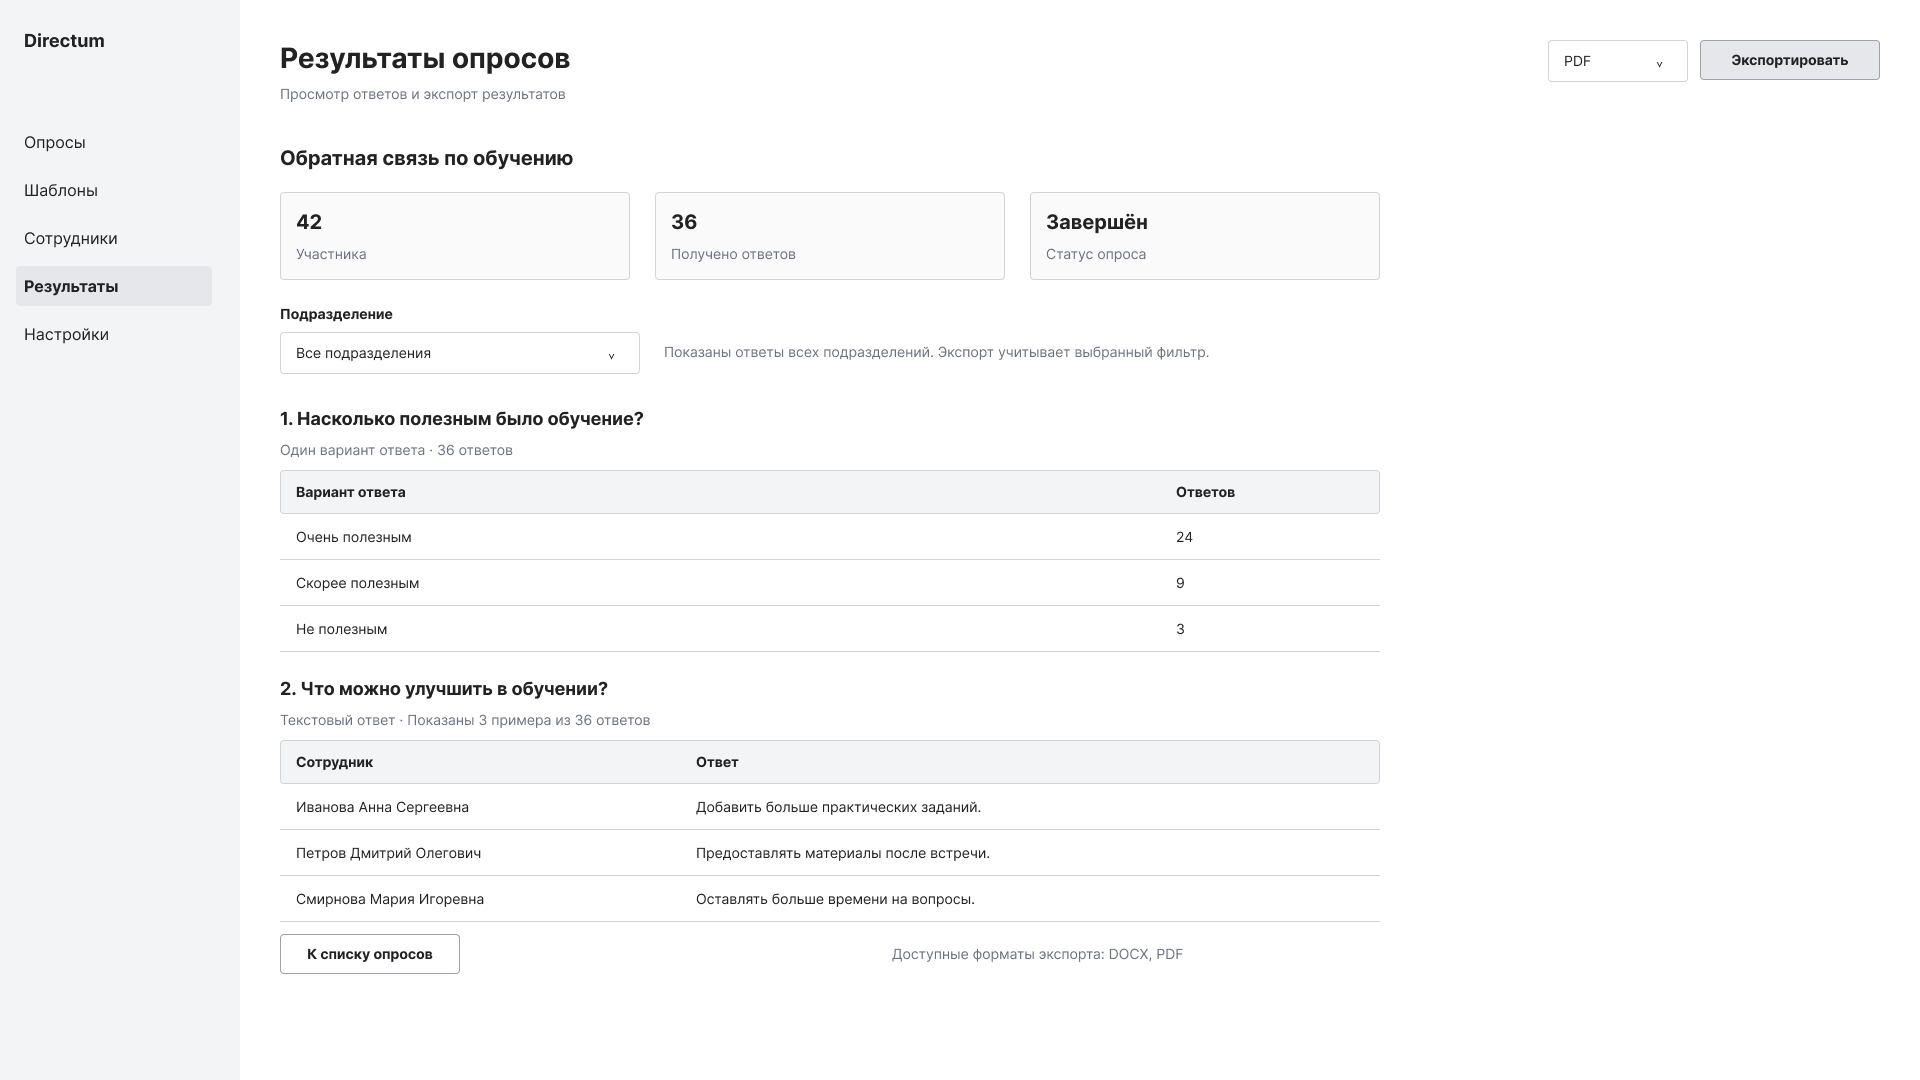 Directum
Опросы
Шаблоны
Сотрудники
Результаты
Настройки
Результаты опросов
Просмотр ответов и экспорт результатов
PDF
Экспортировать
Обратная связь по обучению
42
Участника
36
Получено ответов
Завершён
Статус опроса
Подразделение
Все подразделения
Показаны ответы всех подразделений. Экспорт учитывает выбранный фильтр.
1. Насколько полезным было обучение?
Один вариант ответа · 36 ответов
Вариант ответа Ответов
Очень полезным 24
Скорее полезным 9
Не полезным 3
2. Что можно улучшить в обучении?
Текстовый ответ · Показаны 3 примера из 36 ответов
Сотрудник Ответ
Иванова Анна Сергеевна Добавить больше практических заданий.
Петров Дмитрий Олегович Предоставлять материалы после встречи.
Смирнова Мария Игоревна Оставлять больше времени на вопросы.
К списку опросов
Доступные форматы экспорта: DOCX, PDF